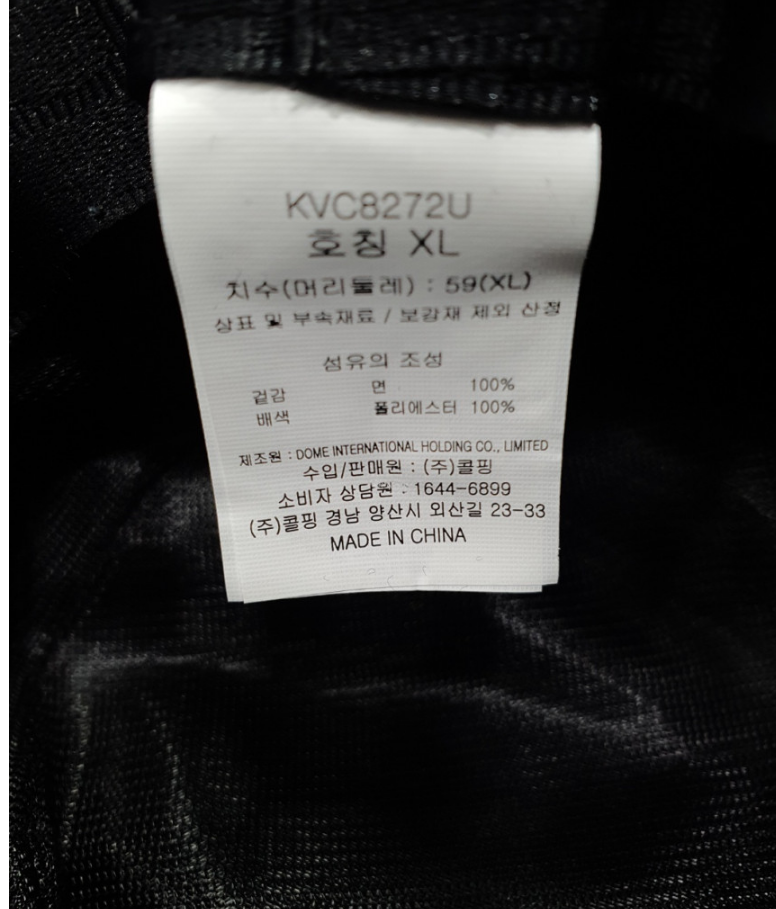 KVC8272U
호칭 XL
치수(머리둘레) : 59(XL)
상표 및 부속재료 / 보강재 제외 산정
섬유의 조성
겉감 면 100%
배색 폴리에스터 100%
제조원 : DOME INTERNATIONAL HOLDING CO., LIMITED
수입/판매원 : (주)콜핑
소비자 상담원 : 1644-6899
(주)콜핑 경남 양산시 외산길 23-33
MADE IN CHINA